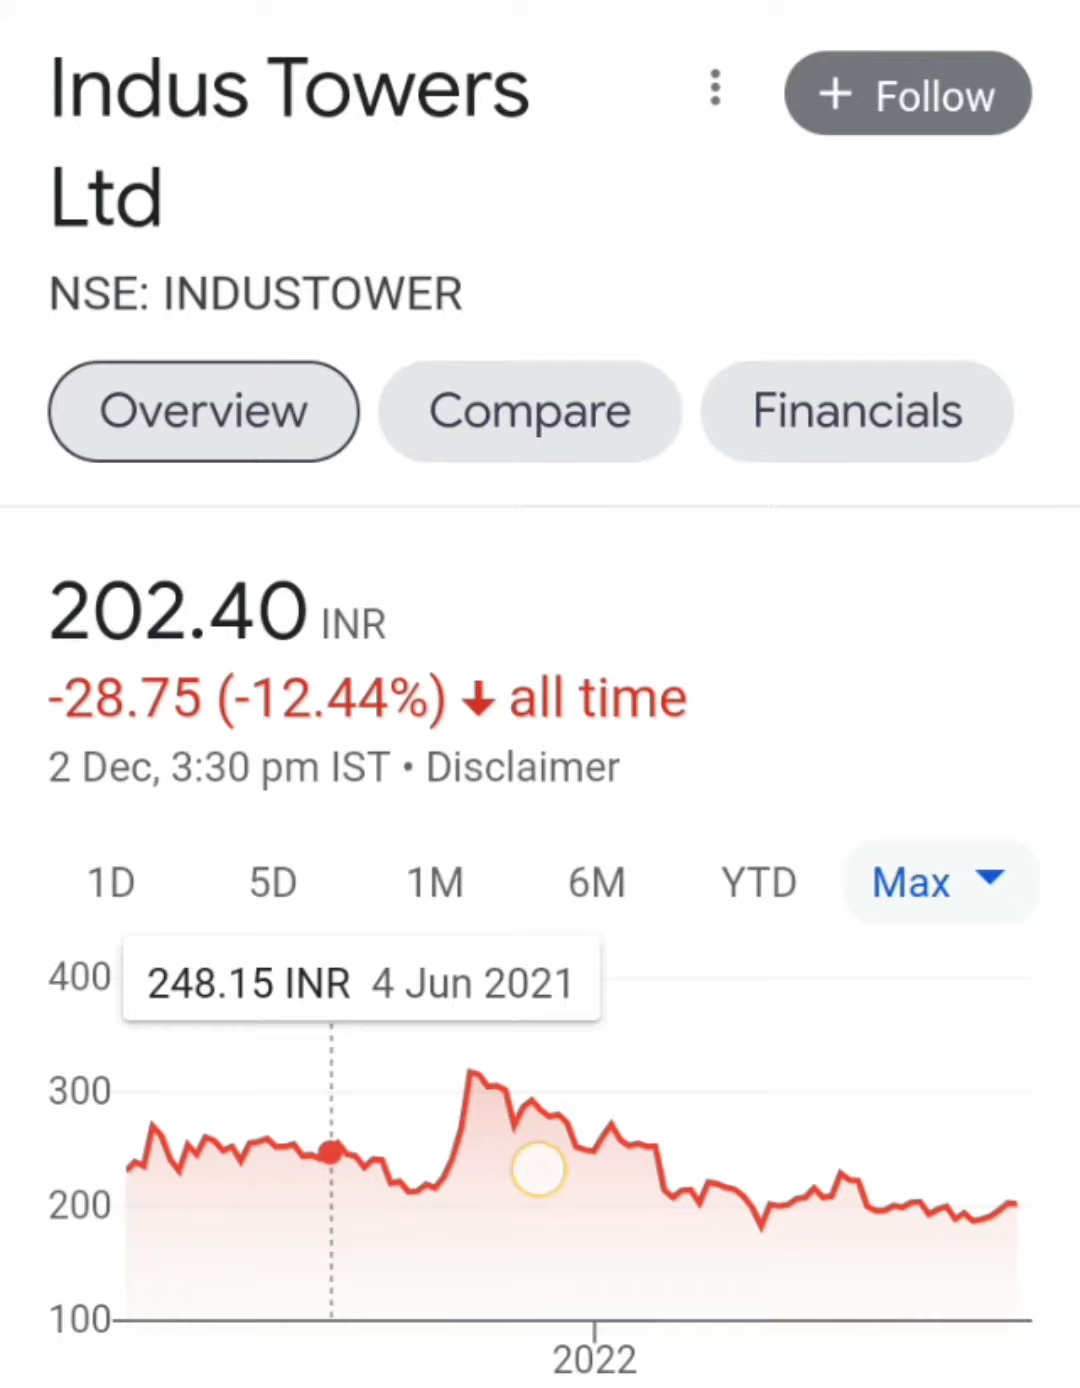 Indus Towers
Ltd
+ Follow
NSE: INDUSTOWER
Overview
Compare
Financials
202.40 INR
-28.75 (-12.44%) ↓ all time
2 Dec, 3:30 pm IST • Disclaimer
1D 5D 1M 6M YTD Max
248.15 INR 4 Jun 2021
400
300
200
100
2022